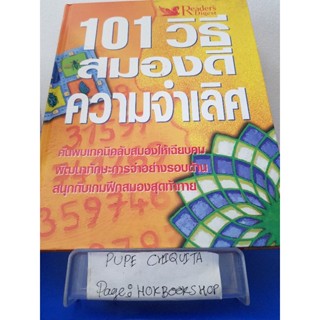 Reader's
Digest
101 วิธี
สมองดี
ความจำเลิศ
ค้นพบเทคนิคลับสมองให้เฉียบคม
พัฒนาทักษะการจำอย่างรอบด้าน
สนุกกับเกมฝึกสมองสุดท้าทาย
359746
PUPE CHIQUITA
Page: HOKBOOKSHOP